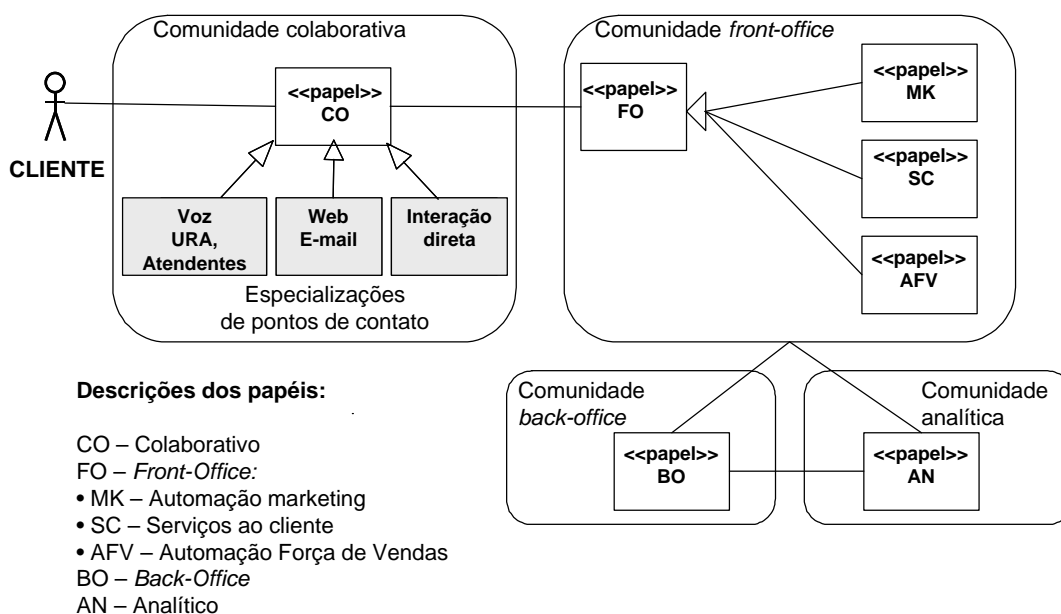 Comunidade colaborativa
Comunidade front-office
CLIENTE
<<papel>>
CO
<<papel>>
FO
<<papel>>
MK
<<papel>>
SC
<<papel>>
AFV
Voz
URA,
Atendentes
Web
E-mail
Interação
direta
Especializações
de pontos de contato
Comunidade
back-office
<<papel>>
BO
Comunidade
analítica
<<papel>>
AN
Descrições dos papéis:
CO – Colaborativo
FO – Front-Office:
• MK – Automação marketing
• SC – Serviços ao cliente
• AFV – Automação Força de Vendas
BO – Back-Office
AN – Analítico